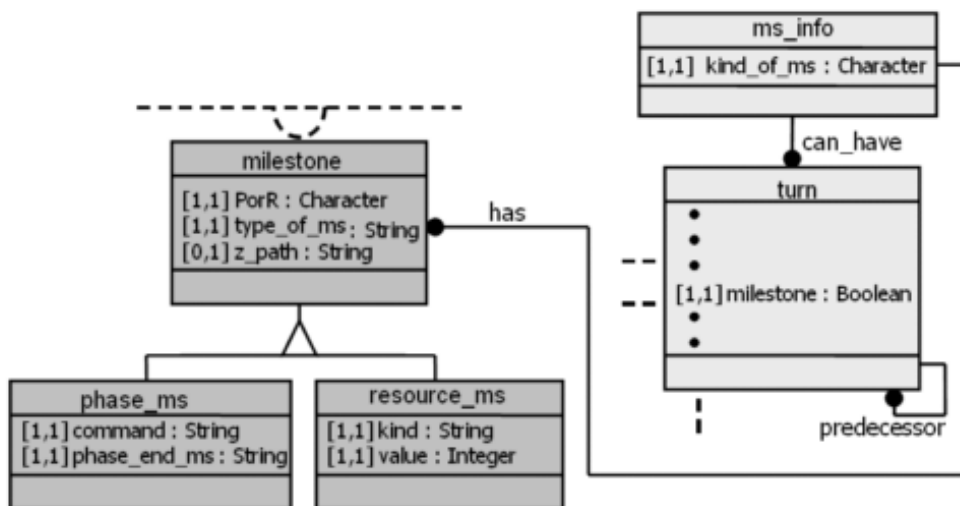 ms_info
[1,1] kind_of_ms : Character
can_have
milestone
[1,1] PorR : Character
[1,1] type_of_ms : String
[0,1] z_path : String
has
turn
[1,1] milestone : Boolean
predecessor
phase_ms
[1,1] command : String
[1,1] phase_end_ms : String
resource_ms
[1,1] kind : String
[1,1] value : Integer